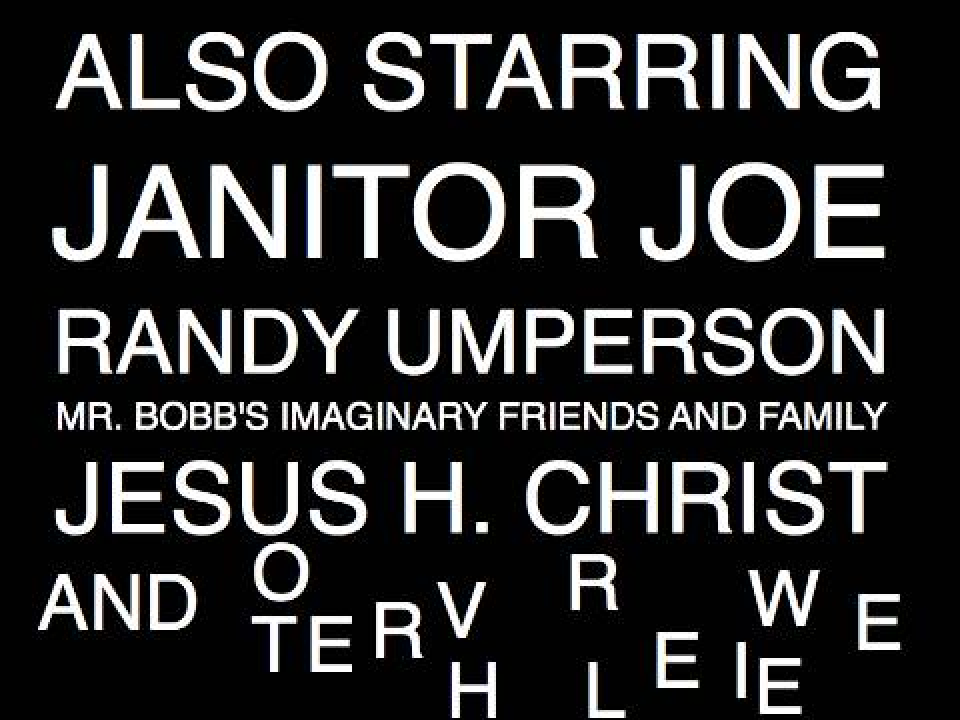 ALSO STARRING
JANITOR JOE
RANDY UMPERSON
MR. BOBB'S IMAGINARY FRIENDS AND FAMILY
JESUS H. CHRIST
AND O T E R V H R L E I W E E